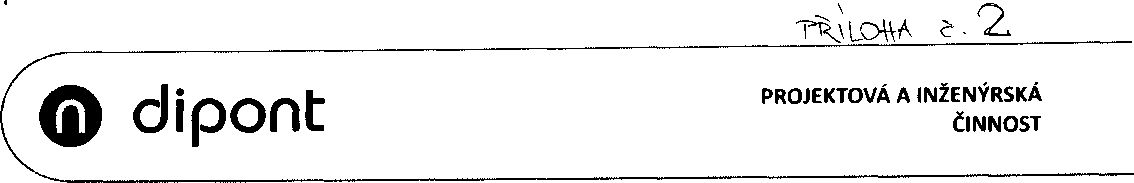 PŘÍLOHA č. 2
dipont
PROJEKTOVÁ A INŽENÝRSKÁ
ČINNOST